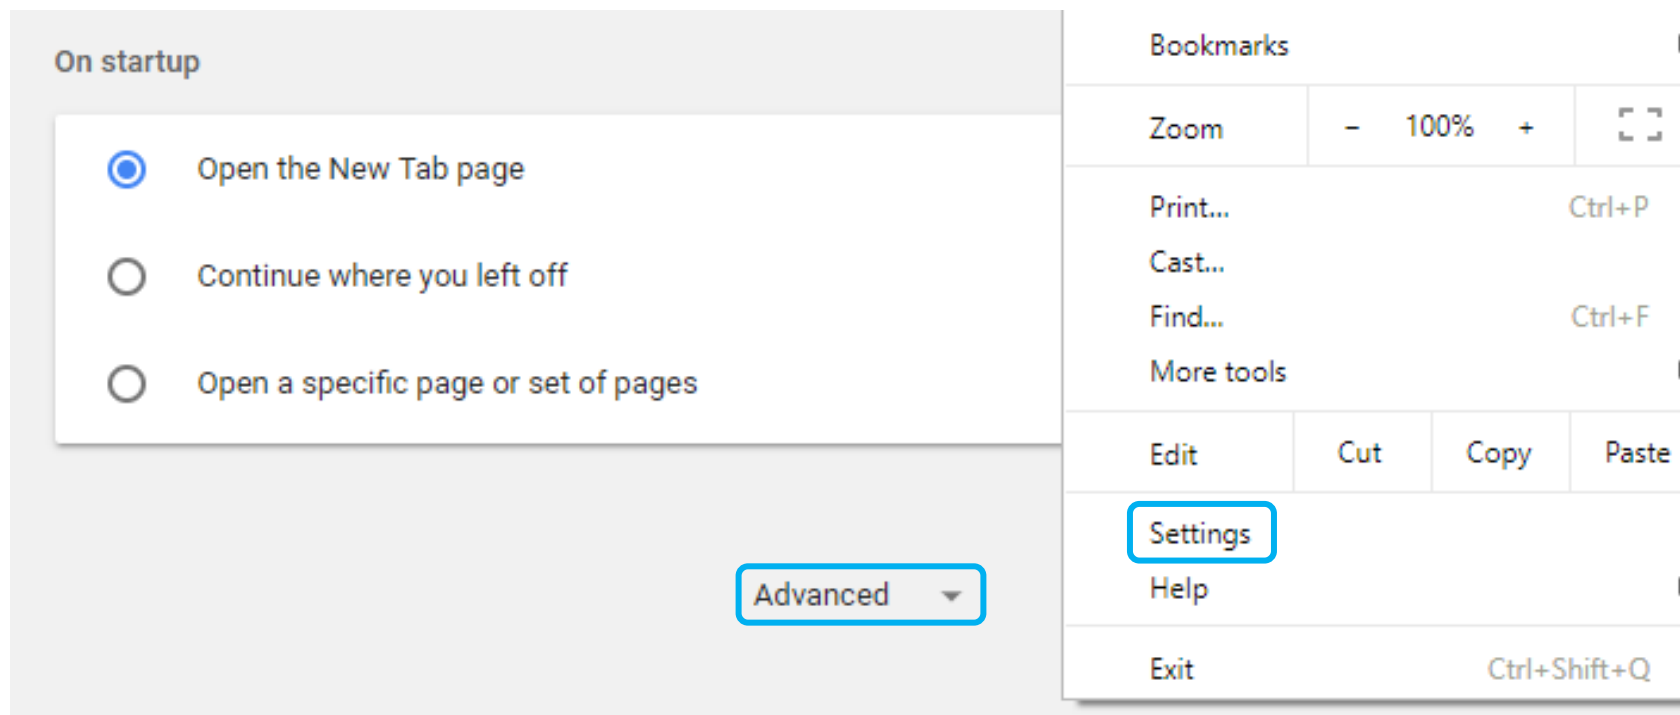 On startup
Open the New Tab page
Continue where you left off
Open a specific page or set of pages
Advanced
Bookmarks
Zoom - 100% +
Print... Ctrl+P
Cast...
Find... Ctrl+F
More tools
Edit Cut Copy Paste
Settings
Help
Exit Ctrl+Shift+Q